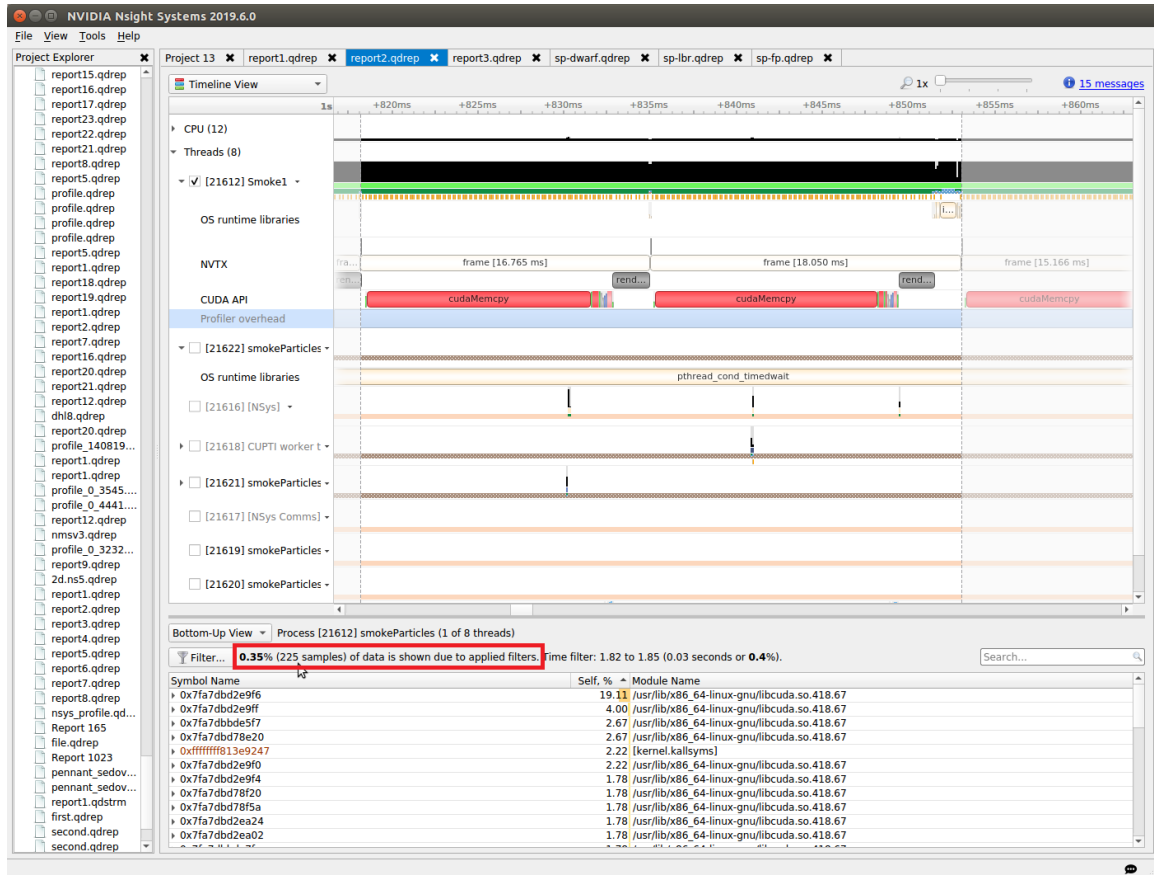 NVIDIA Nsight Systems 2019.6.0
File View Tools Help
Project Explorer
report15.qdrep
report16.qdrep
report17.qdrep
report23.qdrep
report22.qdrep
report21.qdrep
report8.qdrep
report5.qdrep
profile.qdrep
profile.qdrep
profile.qdrep
profile.qdrep
report5.qdrep
report1.qdrep
report18.qdrep
report19.qdrep
report1.qdrep
report2.qdrep
report7.qdrep
report16.qdrep
report20.qdrep
report21.qdrep
report12.qdrep
dhl8.qdrep
report20.qdrep
profile_140819...
report1.qdrep
report1.qdrep
profile_0_3545....
profile_0_4441....
report12.qdrep
nmsv3.qdrep
profile_0_3232...
report9.qdrep
2d.ns5.qdrep
report1.qdrep
report2.qdrep
report3.qdrep
report4.qdrep
report5.qdrep
report6.qdrep
report7.qdrep
report8.qdrep
nsys_profile.qd...
Report 165
file.qdrep
Report 1023
pennant_sedov...
pennant_sedov...
report1.qdstrm
first.qdrep
second.qdrep
second.qdrep
Project 13 report1.qdrep report2.qdrep report3.qdrep sp-dwarf.qdrep sp-lbr.qdrep sp-fp.qdrep
Timeline View 1x 15 messages
1s +820ms +825ms +830ms +835ms +840ms +845ms +850ms +855ms +860ms
CPU (12)
Threads (8)
[21612] Smoke1
OS runtime libraries i...
NVTX fra... frame [16.765 ms] frame [18.050 ms] frame [15.166 ms]
ren... rend... rend...
CUDA API cudaMemcpy cudaMemcpy cudaMemcpy
Profiler overhead
[21622] smokeParticles
OS runtime libraries pthread_cond_timedwait
[21616] [NSys]
[21618] CUPTI worker t
[21621] smokeParticles
[21617] [NSys Comms]
[21619] smokeParticles
[21620] smokeParticles
Bottom-Up View Process [21612] smokeParticles (1 of 8 threads)
Filter... 0.35% (225 samples) of data is shown due to applied filters. Time filter: 1.82 to 1.85 (0.03 seconds or 0.4%). Search...
Symbol Name Self, % Module Name
0x7fa7dbd2e9f6 19.11 /usr/lib/x86_64-linux-gnu/libcuda.so.418.67
0x7fa7dbd2e9ff 4.00 /usr/lib/x86_64-linux-gnu/libcuda.so.418.67
0x7fa7dbbde5f7 2.67 /usr/lib/x86_64-linux-gnu/libcuda.so.418.67
0x7fa7dbd78e20 2.67 /usr/lib/x86_64-linux-gnu/libcuda.so.418.67
0xffffffff813e9247 2.22 [kernel.kallsyms]
0x7fa7dbd2e9f0 2.22 /usr/lib/x86_64-linux-gnu/libcuda.so.418.67
0x7fa7dbd2e9f4 1.78 /usr/lib/x86_64-linux-gnu/libcuda.so.418.67
0x7fa7dbd78f20 1.78 /usr/lib/x86_64-linux-gnu/libcuda.so.418.67
0x7fa7dbd78f5a 1.78 /usr/lib/x86_64-linux-gnu/libcuda.so.418.67
0x7fa7dbd2ea24 1.78 /usr/lib/x86_64-linux-gnu/libcuda.so.418.67
0x7fa7dbd2ea02 1.78 /usr/lib/x86_64-linux-gnu/libcuda.so.418.67